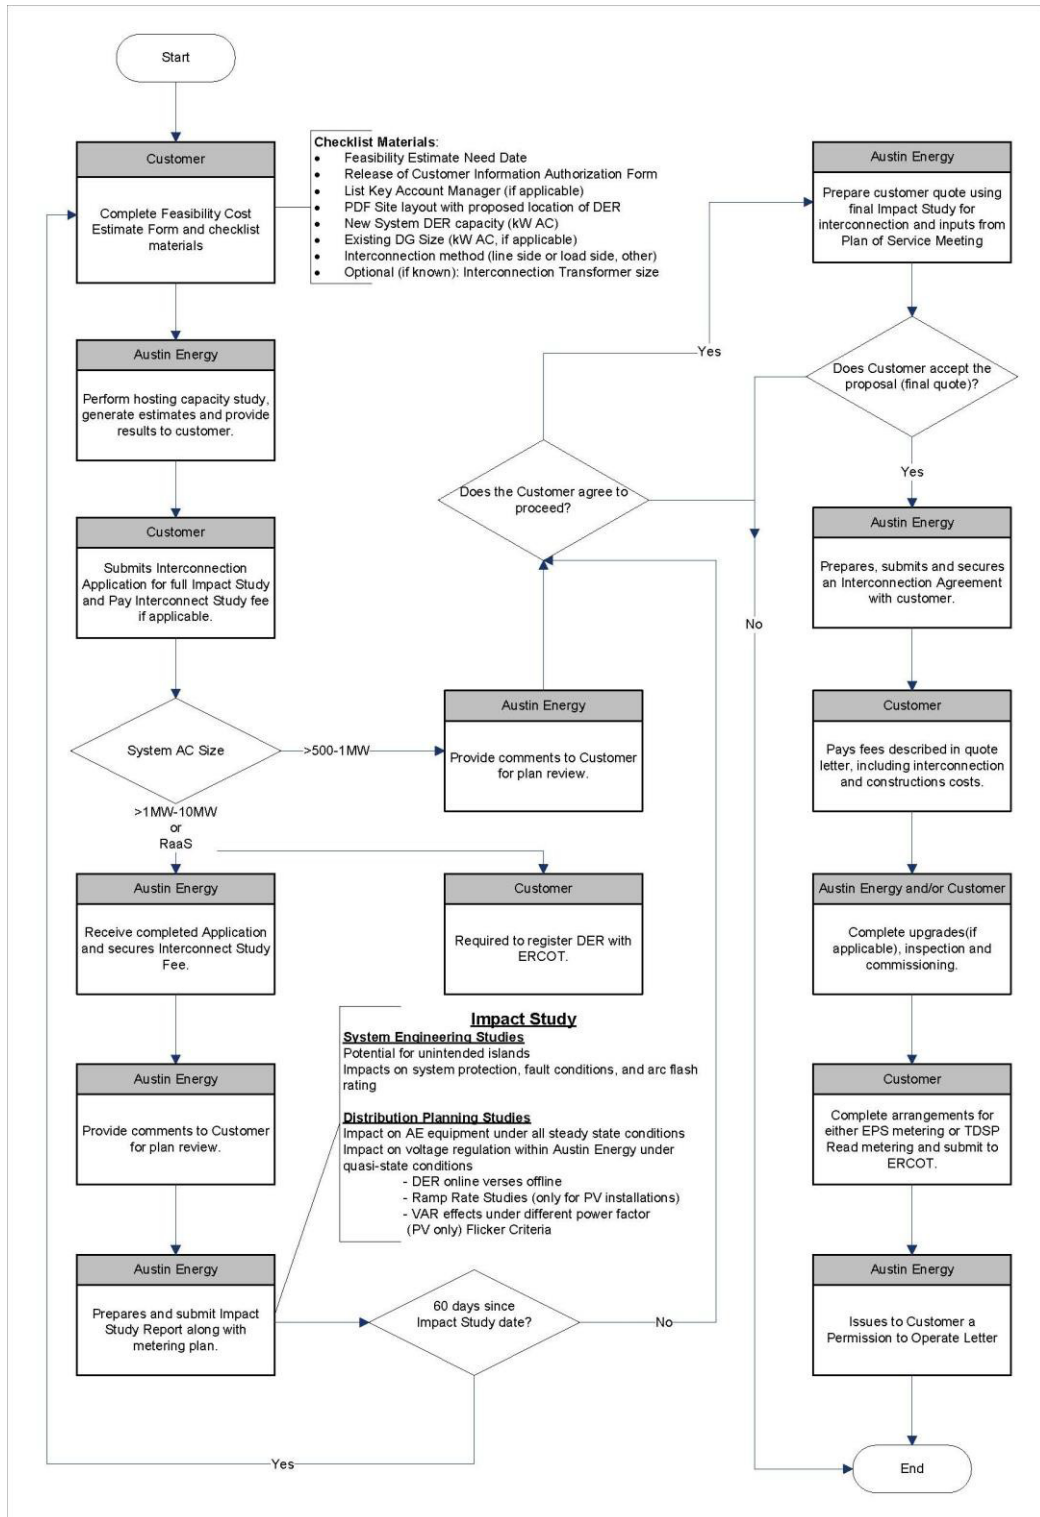 Start
Customer
Complete Feasibility Cost
Estimate Form and checklist
materials
Checklist Materials:
• Feasibility Estimate Need Date
• Release of Customer Information Authorization Form
• List Key Account Manager (if applicable)
• PDF Site layout with proposed location of DER
• New System DER capacity (kW AC)
• Existing DG Size (kW AC, if applicable)
• Interconnection method (line side or load side, other)
• Optional (if known): Interconnection Transformer size
Austin Energy
Perform hosting capacity study,
generate estimates and provide
results to customer.
Customer
Submits Interconnection
Application for full Impact Study
and Pay Interconnect Study fee
if applicable.
System AC Size
>500-1MW
Austin Energy
Provide comments to Customer
for plan review.
>1MW-10MW
or
RaaS
Austin Energy
Receive completed Application
and secures Interconnect Study
Fee.
Customer
Required to register DER with
ERCOT.
Austin Energy
Provide comments to Customer
for plan review.
Impact Study
System Engineering Studies
Potential for unintended islands
Impacts on system protection, fault conditions, and arc flash
rating
Distribution Planning Studies
Impact on AE equipment under all steady state conditions
Impact on voltage regulation within Austin Energy under
quasi-state conditions
- DER online verses offline
- Ramp Rate Studies (only for PV installations)
- VAR effects under different power factor
(PV only) Flicker Criteria
Austin Energy
Prepares and submit Impact
Study Report along with
metering plan.
60 days since
Impact Study date?
No
Yes
Does the Customer agree to
proceed?
Yes
No
Austin Energy
Prepare customer quote using
final Impact Study for
interconnection and inputs from
Plan of Service Meeting
Does Customer accept the
proposal (final quote)?
Yes
Austin Energy
Prepares, submits and secures
an Interconnection Agreement
with customer.
Customer
Pays fees described in quote
letter, including interconnection
and constructions costs.
Austin Energy and/or Customer
Complete upgrades(if
applicable), inspection and
commissioning.
Customer
Complete arrangements for
either EPS metering or TDSP
Read metering and submit to
ERCOT.
Austin Energy
Issues to Customer a
Permission to Operate Letter
End